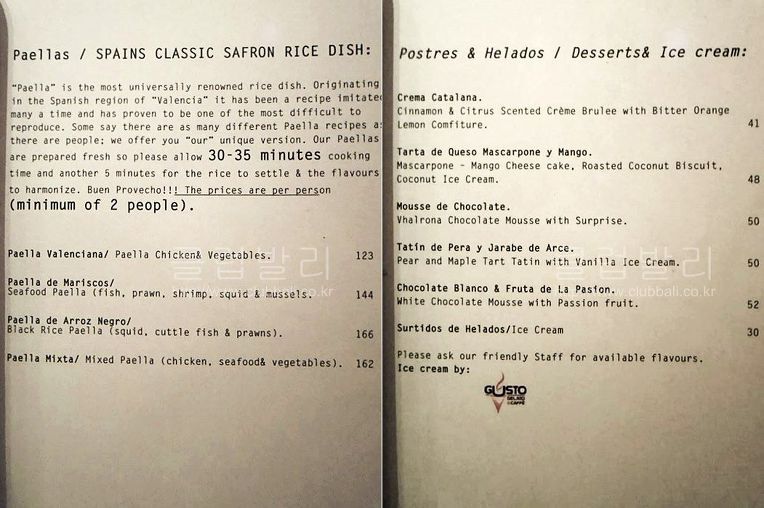 Paellas / SPAINS CLASSIC SAFRON RICE DISH:
"Paella" is the most universally renowned rice dish. Originating
in the Spanish region of "Valencia" it has been a recipe imitated
many a time and has proven to be one of the most difficult to
reproduce. Some say there are as many different Paella recipes as
there are people; we offer you "our" unique version. Our Paellas
are prepared fresh so please allow 30-35 minutes cooking
time and another 5 minutes for the rice to settle & the flavours
to harmonize. Buen Provecho!!! The prices are per person
(minimum of 2 people).
Paella Valenciana/ Paella Chicken& Vegetables. 123
Paella de Mariscos/
Seafood Paella (fish, prawn, shrimp, squid & mussels. 144
Paella de Arroz Negro/
Black Rice Paella (squid, cuttle fish & prawns). 166
Paella Mixta/ Mixed Paella (chicken, seafood& vegetables). 162
클럽발리
www.clubbali.co.kr
Postres & Helados / Desserts& Ice cream:
Crema Catalana.
Cinnamon & Citrus Scented Crème Brulee with Bitter Orange
Lemon Comfiture. 41
Tarta de Queso Mascarpone y Mango.
Mascarpone - Mango Cheese cake, Roasted Coconut Biscuit,
Coconut Ice Cream. 48
Mousse de Chocolate.
Vhalrona Chocolate Mousse with Surprise. 50
Tatin de Pera y Jarabe de Arce.
Pear and Maple Tart Tatin with Vanilla Ice Cream. 50
Chocolate Blanco & Fruta de La Pasion.
White Chocolate Mousse with Passion fruit. 52
Surtidos de Helados/Ice Cream 30
Please ask our friendly Staff for available flavours.
Ice cream by:
GUSTO
GELATO
& CAFFÈ
클럽발리
www.clubbali.co.kr